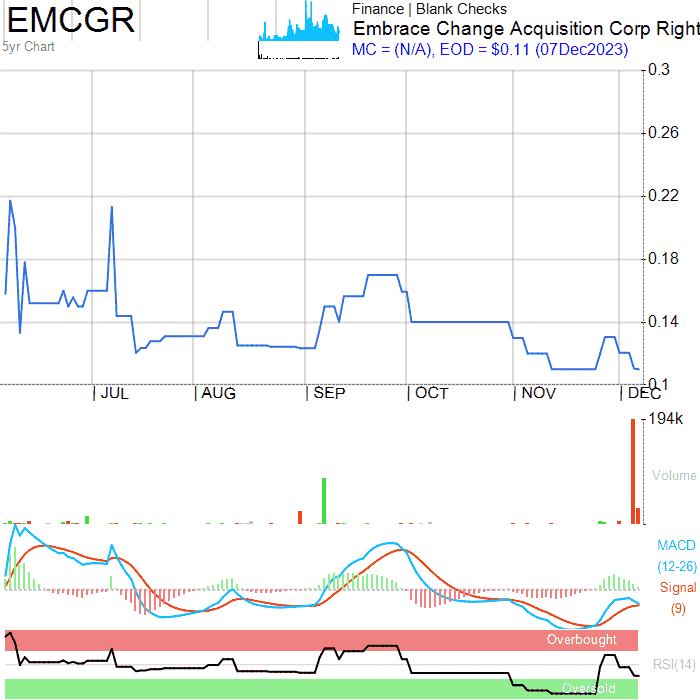 EMCGR
Finance | Blank Checks
Embrace Change Acquisition Corp Right
5yr Chart
MC = (N/A), EOD = $0.11 (07Dec2023)
0.3
0.26
0.22
0.18
0.14
0.1
JUL
AUG
SEP
OCT
NOV
DEC
194k
Volume
MACD
(12-26)
Signal
(9)
Overbought
RSI(14)
Oversold